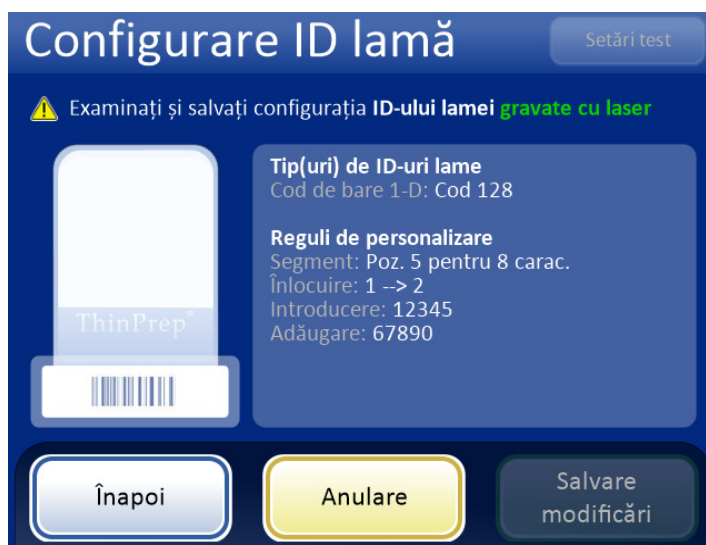 Configurare ID lamă
Setări test
Examinați și salvați configurația ID-ului lamei gravate cu laser
Tip(uri) de ID-uri lame
Cod de bare 1-D: Cod 128
Reguli de personalizare
Segment: Poz. 5 pentru 8 carac.
Înlocuire: 1 --> 2
Introducere: 12345
Adăugare: 67890
ThinPrep®
Înapoi
Anulare
Salvare
modificări